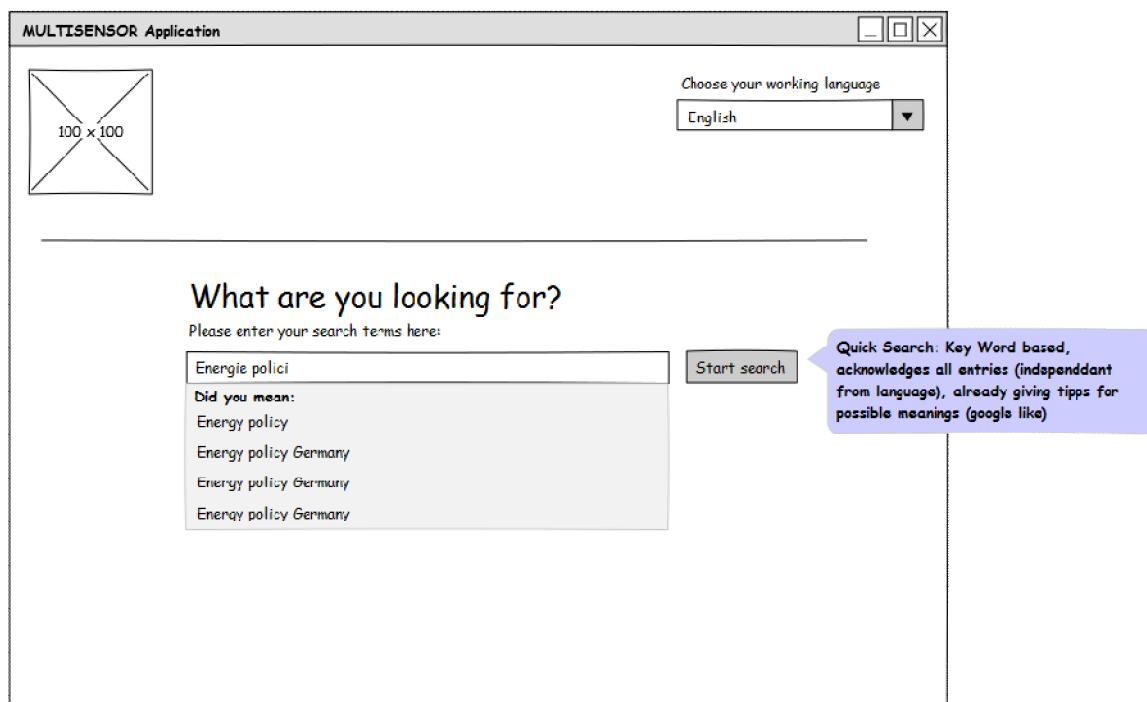 MULTISENSOR Application
100 x 100
Choose your working language
English
What are you looking for?
Please enter your search terms here:
Energie polici
Start search
Did you mean:
Energy policy
Energy policy Germany
Energy policy Germany
Energy policy Germany
Quick Search: Key Word based,
acknowledges all entries (independdant
from language), already giving tipps for
possible meanings (google like)